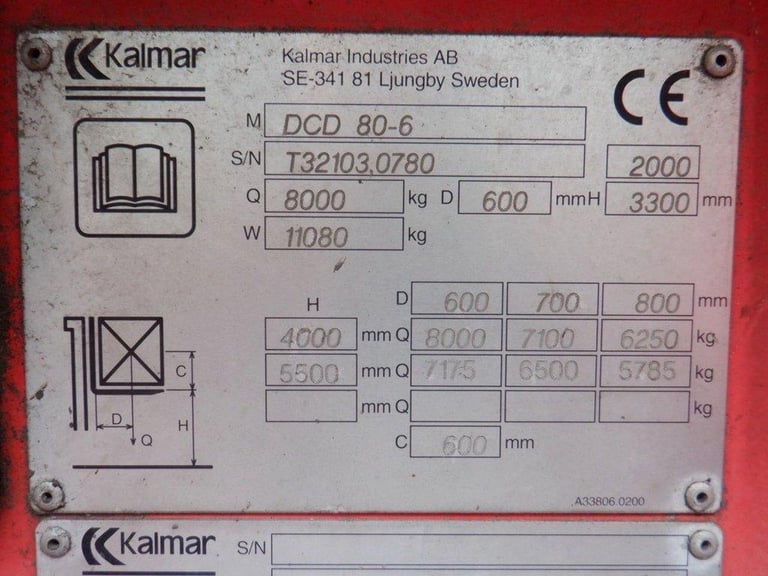 Kalmar
Kalmar Industries AB
SE-341 81 Ljungby Sweden
CE
M DCD 80-6
S/N T32103,0780 2000
Q 8000 kg D 600 mm H 3300 mm
W 11080 kg
H D 600 700 800 mm
4000 mm Q 8000 7100 6250 kg
5500 mm Q 7175 6500 5785 kg
mm Q kg
C 600 mm
C
D
H
Q
A33806.0200
Kalmar S/N